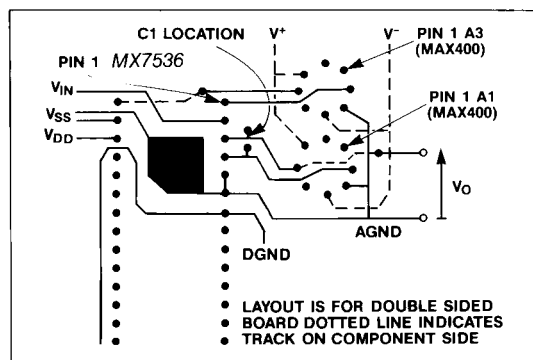 C1 LOCATION
V+
V-
PIN 1 A3
(MAX400)
PIN 1 MX7536
VIN
PIN 1 A1
(MAX400)
VSS
VDD
VO
AGND
DGND
LAYOUT IS FOR DOUBLE SIDED
BOARD DOTTED LINE INDICATES
TRACK ON COMPONENT SIDE